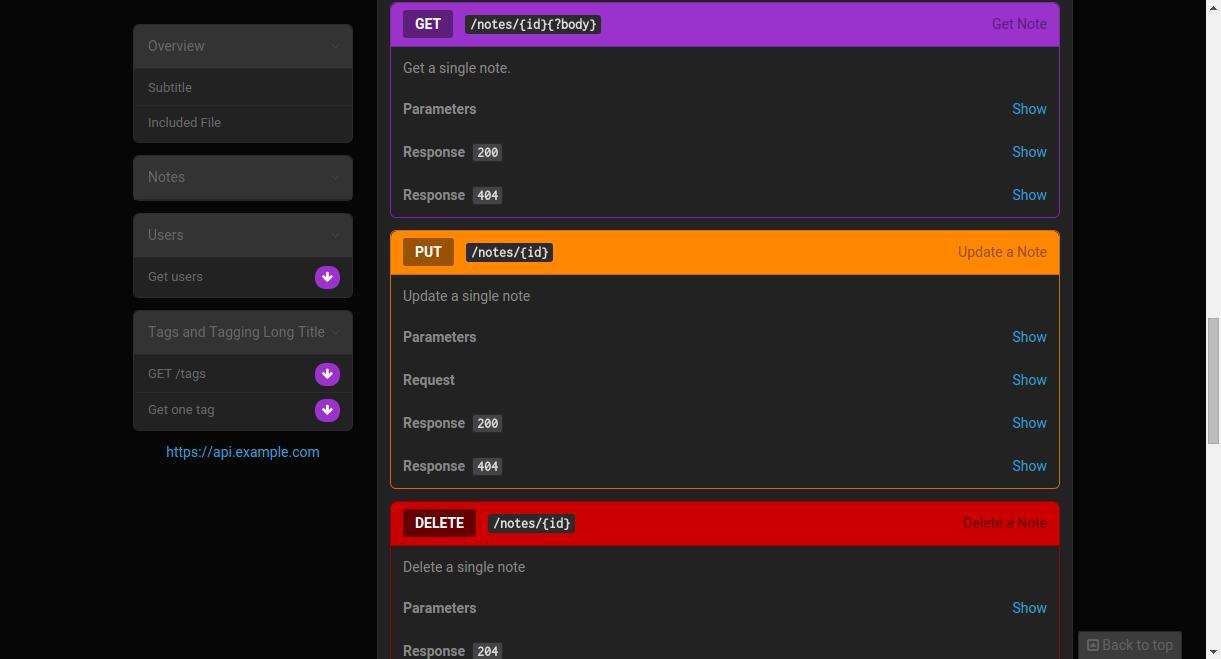 Overview
Subtitle
Included File
Notes
Users
Get users
Tags and Tagging Long Title
GET /tags
Get one tag
https://api.example.com
GET /notes/{id}{?body} Get Note
Get a single note.
Parameters Show
Response 200 Show
Response 404 Show
PUT /notes/{id} Update a Note
Update a single note
Parameters Show
Request Show
Response 200 Show
Response 404 Show
DELETE /notes/{id} Delete a Note
Delete a single note
Parameters Show
Response 204
Back to top